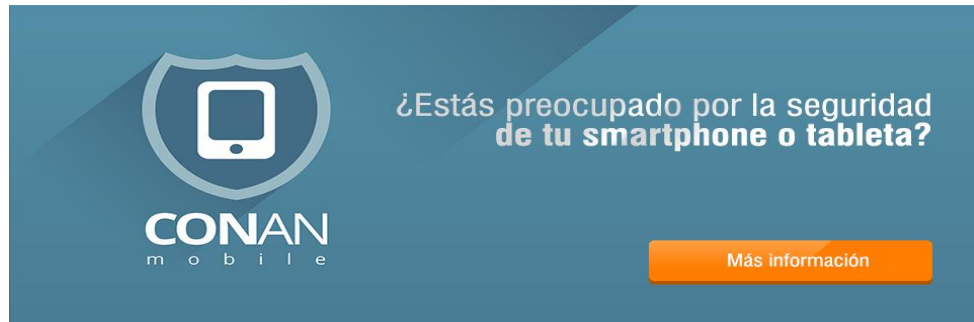 ¿Estás preocupado por la seguridad
de tu smartphone o tableta?
CONAN
mobile
Más información